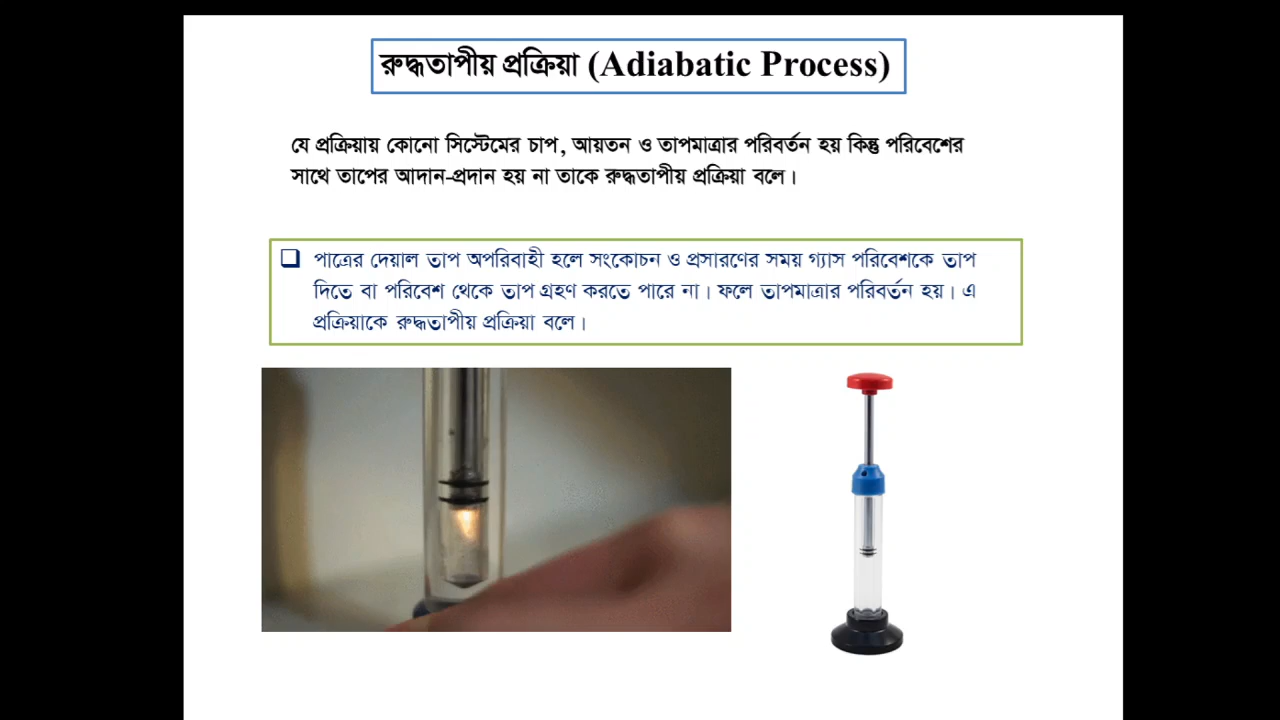 রুদ্ধতাপীয় প্রক্রিয়া (Adiabatic Process)
যে প্রক্রিয়ায় কোনো সিস্টেমের চাপ, আয়তন ও তাপমাত্রার পরিবর্তন হয় কিন্তু পরিবেশের
সাথে তাপের আদান-প্রদান হয় না তাকে রুদ্ধতাপীয় প্রক্রিয়া বলে।
পাত্রের দেয়াল তাপ অপরিবাহী হলে সংকোচন ও প্রসারণের সময় গ্যাস পরিবেশকে তাপ
দিতে বা পরিবেশ থেকে তাপ গ্রহণ করতে পারে না। ফলে তাপমাত্রার পরিবর্তন হয়। এ
প্রক্রিয়াকে রুদ্ধতাপীয় প্রক্রিয়া বলে।